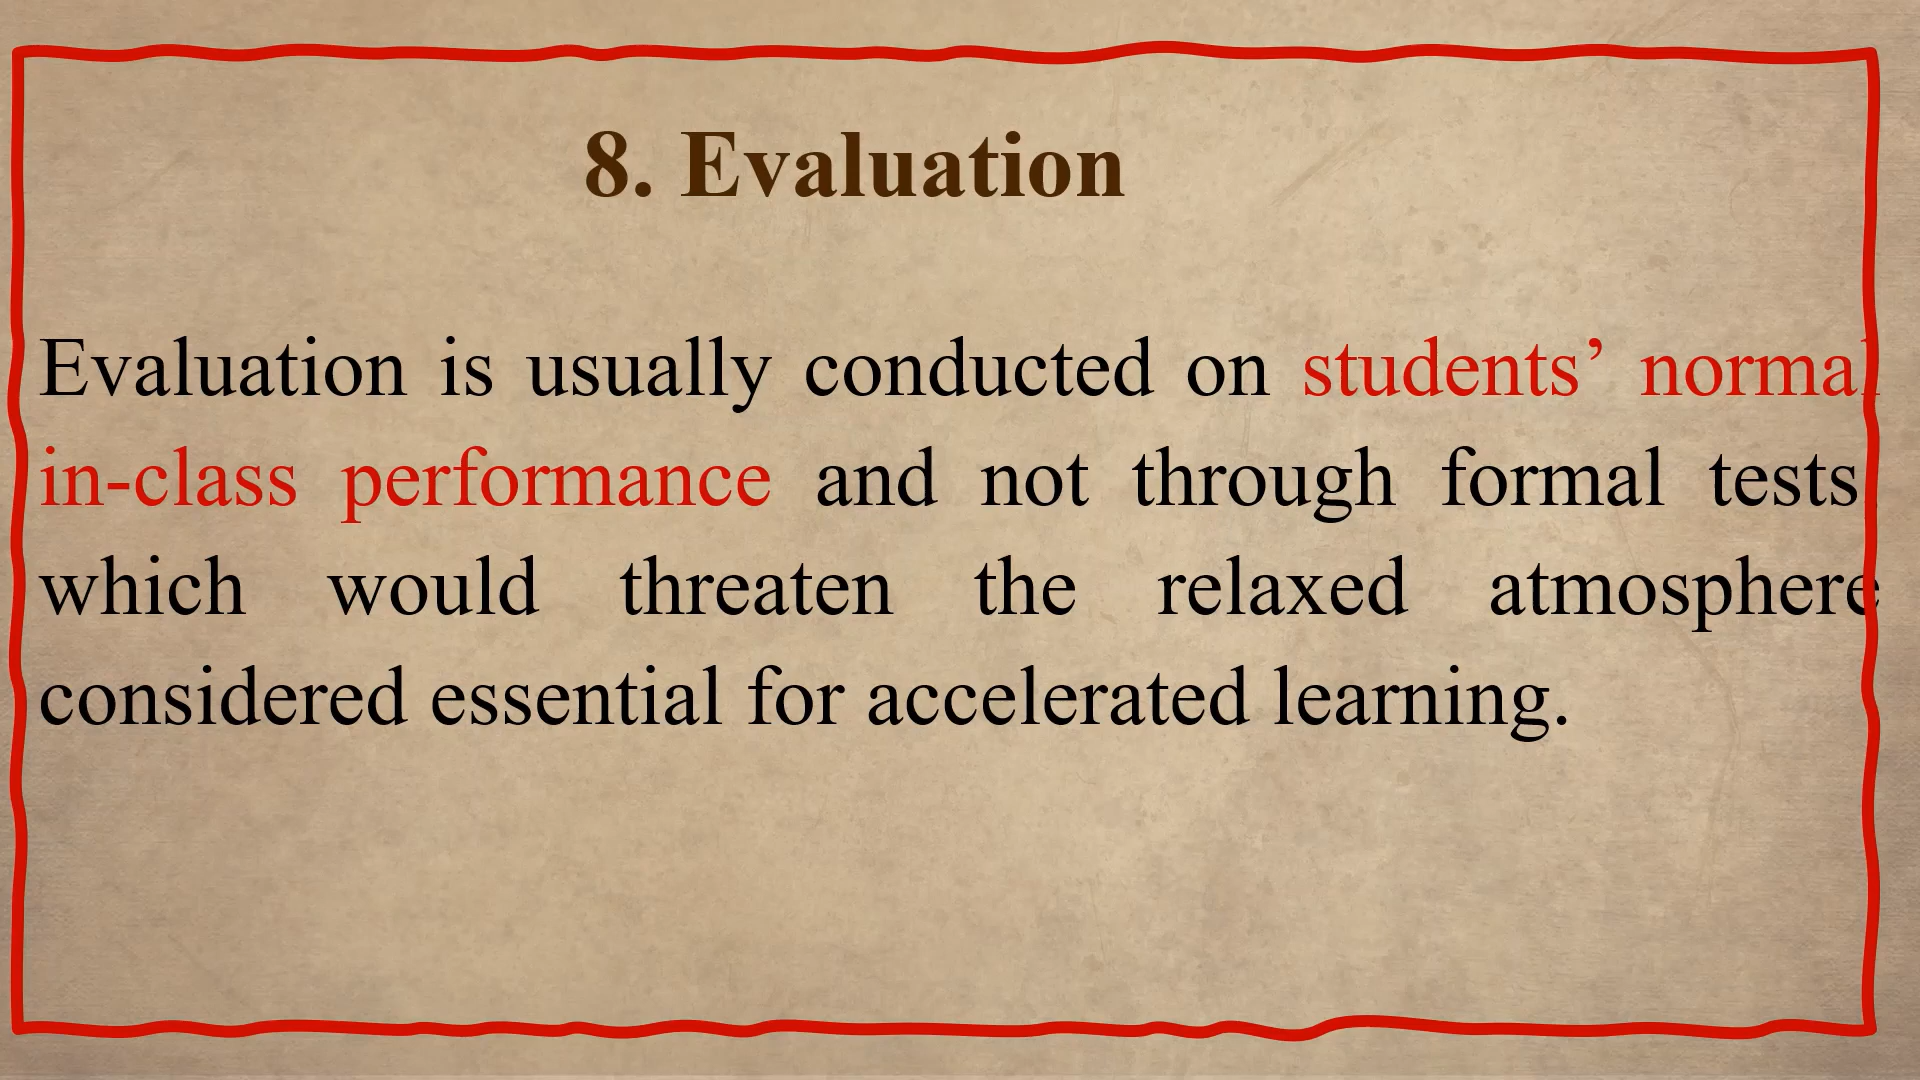 8. Evaluation
Evaluation is usually conducted on students’ normal
in-class performance and not through formal tests,
which would threaten the relaxed atmosphere
considered essential for accelerated learning.